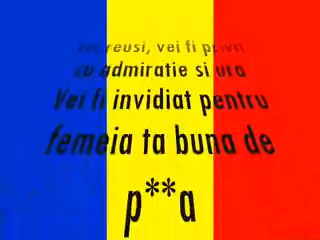 reusi, vei fi privit
cu admiratie si ura
Vei fi invidiat pentru
femeia ta buna de
p**a